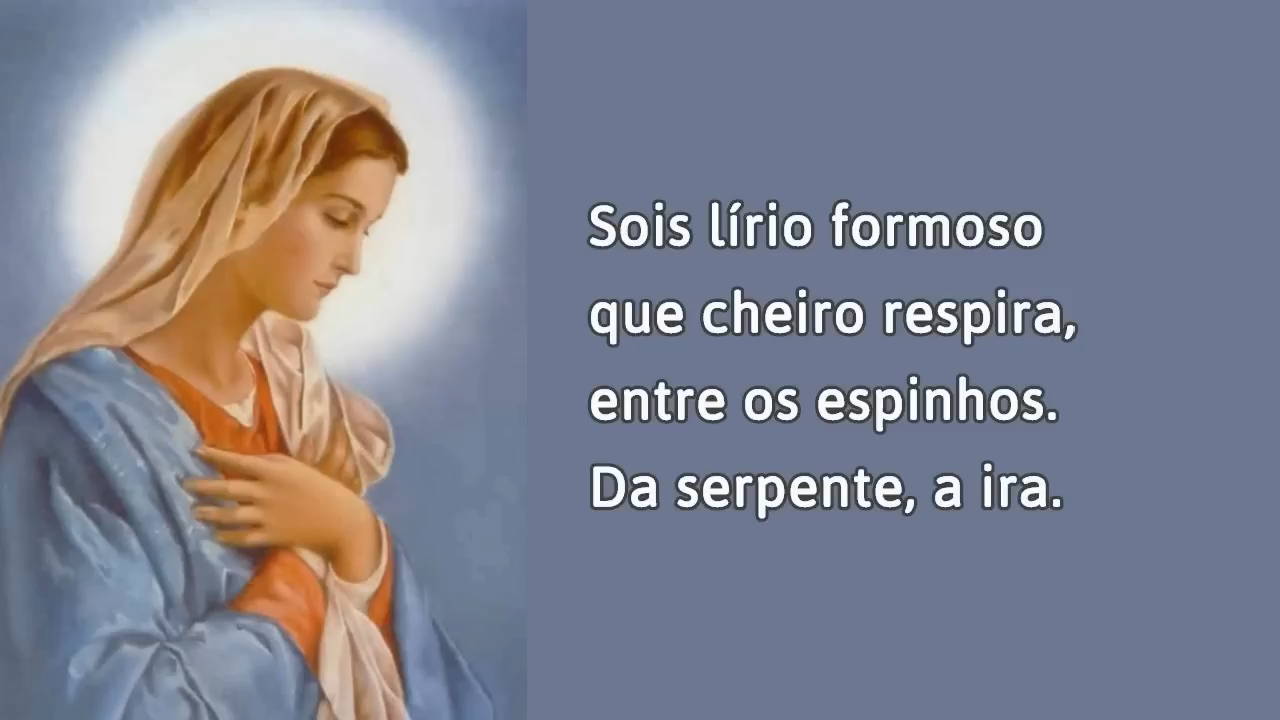 Sois lírio formoso
que cheiro respira,
entre os espinhos.
Da serpente, a ira.